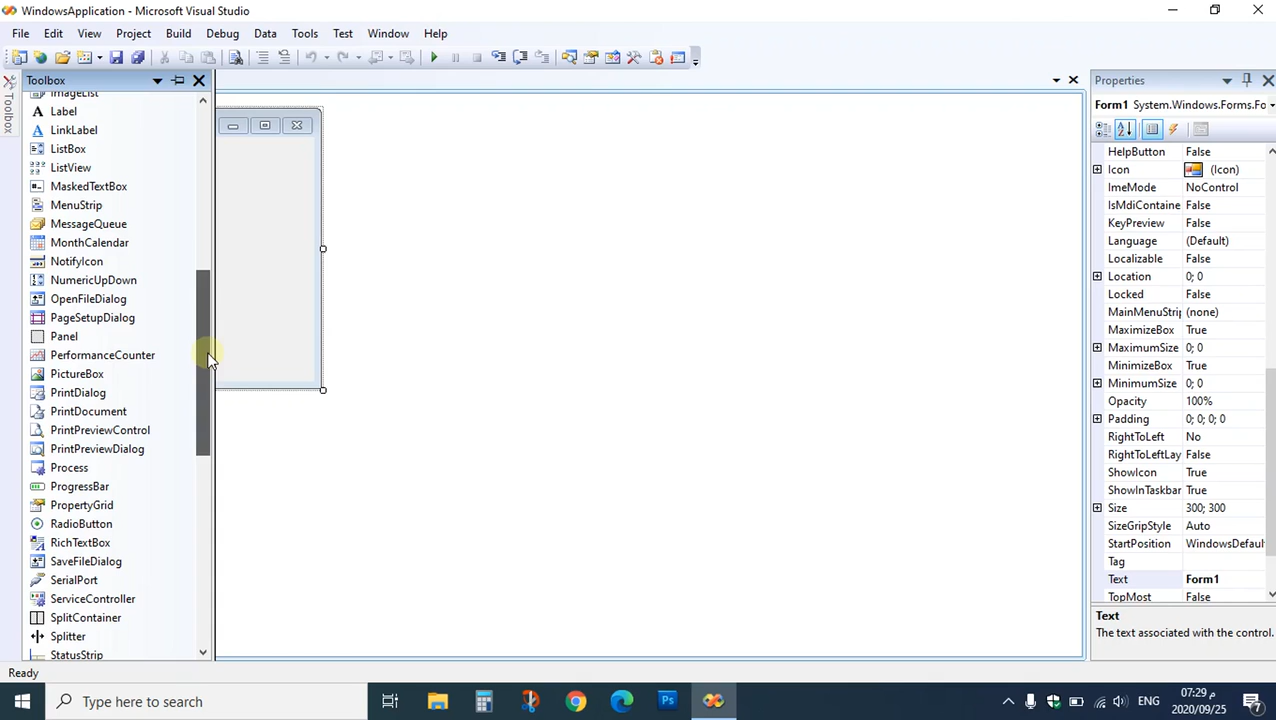 WindowsApplication - Microsoft Visual Studio
File Edit View Project Build Debug Data Tools Test Window Help
Toolbox
Toolbox
ImageList
Label
LinkLabel
ListBox
ListView
MaskedTextBox
MenuStrip
MessageQueue
MonthCalendar
NotifyIcon
NumericUpDown
OpenFileDialog
PageSetupDialog
Panel
PerformanceCounter
PictureBox
PrintDialog
PrintDocument
PrintPreviewControl
PrintPreviewDialog
Process
ProgressBar
PropertyGrid
RadioButton
RichTextBox
SaveFileDialog
SerialPort
ServiceController
SplitContainer
Splitter
StatusStrip
Properties
Form1 System.Windows.Forms.Fo
HelpButton False
Icon (Icon)
ImeMode NoControl
IsMdiContaine False
KeyPreview False
Language (Default)
Localizable False
Location 0; 0
Locked False
MainMenuStrip (none)
MaximizeBox True
MaximumSize 0; 0
MinimizeBox True
MinimumSize 0; 0
Opacity 100%
Padding 0; 0; 0; 0
RightToLeft No
RightToLeftLay False
ShowIcon True
ShowInTaskbar True
Size 300; 300
SizeGripStyle Auto
StartPosition WindowsDefaul
Tag
Text Form1
TopMost False
Text
The text associated with the control.
Ready
Type here to search
Ps
ENG
07:29 م
2020/09/25
7